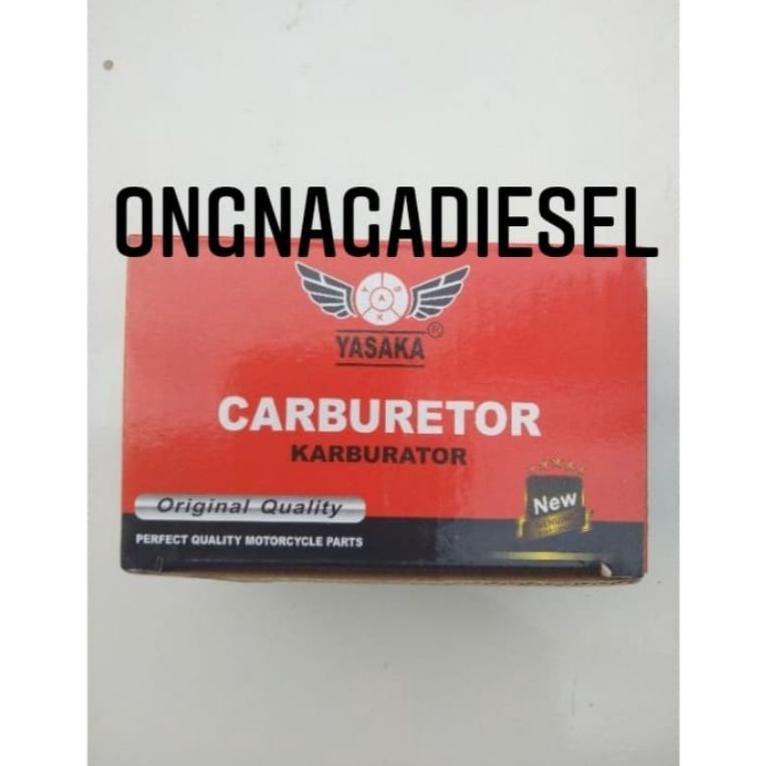 ONGNAGADIESEL
Y S
A
K
YASAKA ®
CARBURETOR
KARBURATOR
Original Quality
New
PERFECT QUALITY MOTORCYCLE PARTS